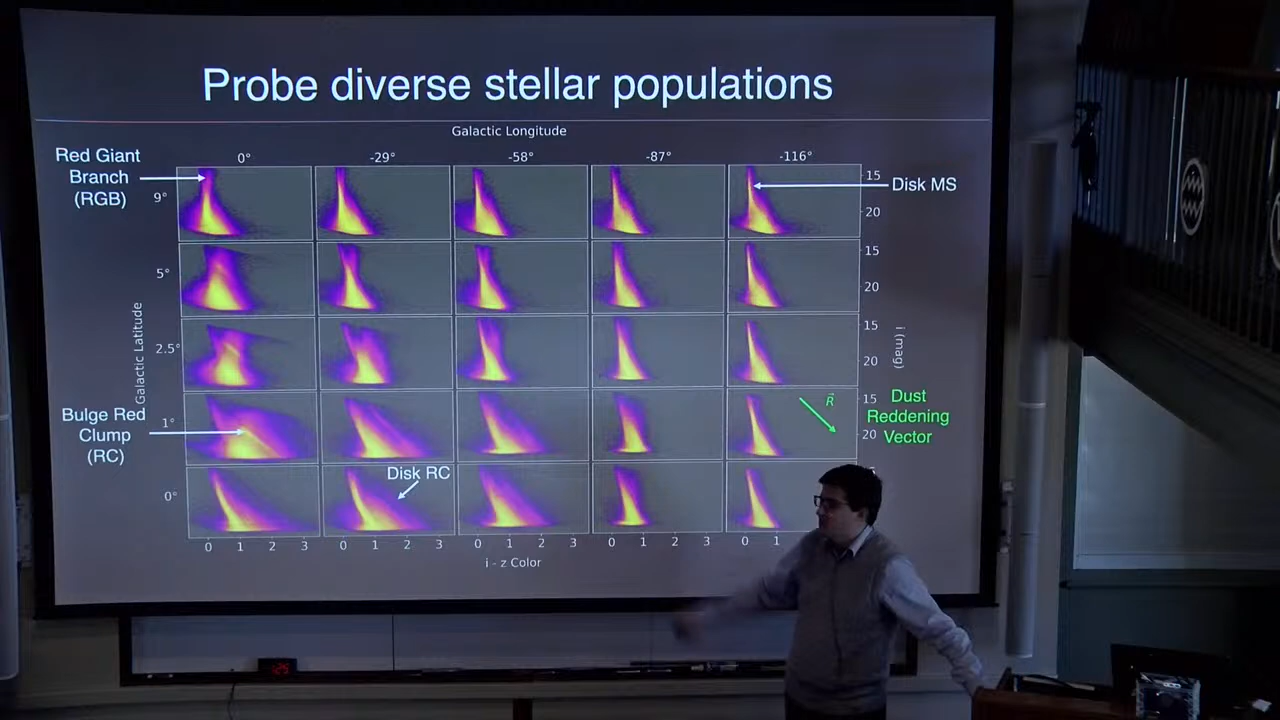 Probe diverse stellar populations
Galactic Longitude
0° -29° -58° -87° -116°
Red Giant
Branch
(RGB)
Disk MS
9°
15
20
5°
15
20
2.5°
15
20
Galactic Latitude
i (mag)
Bulge Red
Clump
(RC)
1°
15
20
R
Dust
Reddening
Vector
Disk RC
0°
0 1 2 3 0 1 2 3 0 1 2 3 0 1 2 3 0 1
i - z Color